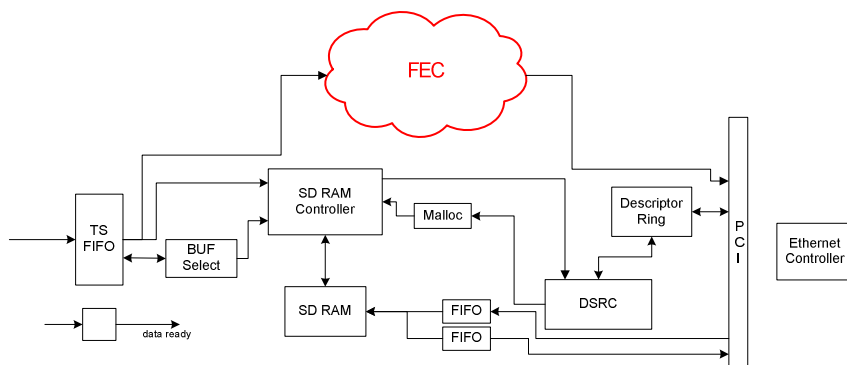 FEC
TS
FIFO
BUF
Select
SD RAM
Controller
Malloc
Descriptor
Ring
P
C
I
Ethernet
Controller
SD RAM
FIFO
FIFO
DSRC
data ready